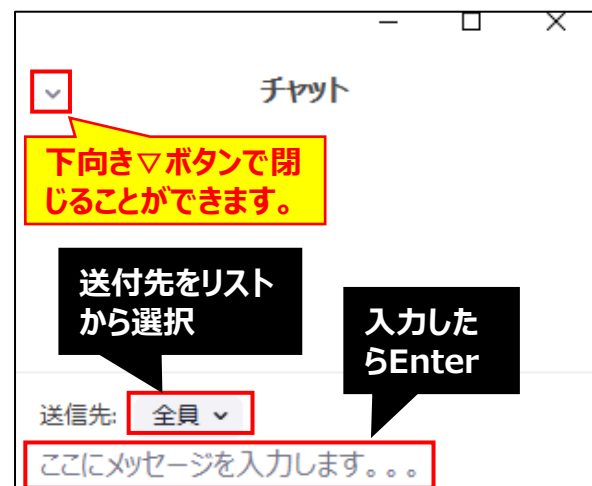 チャット
下向き▽ボタンで閉
じることができます。
送付先をリスト
から選択
入力した
らEnter
送信先: 全員
ここにメッセージを入力します。。。